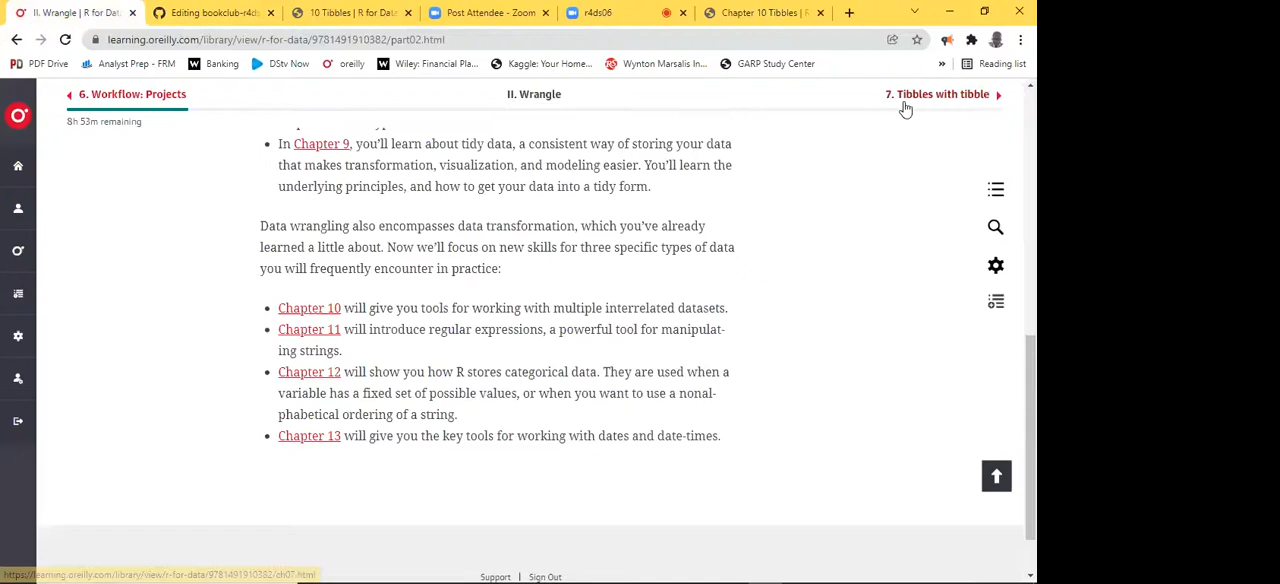 II. Wrangle | R for Dat
Editing bookclub-r4ds
10 Tibbles | R for Data
Post Attendee - Zoom
r4ds06
Chapter 10 Tibbles | R
learning.oreilly.com/library/view/r-for-data/9781491910382/part02.html
PDF Drive
Analyst Prep - FRM
Banking
DStv Now
oreilly
Wiley: Financial Pla...
Kaggle: Your Home...
Wynton Marsalis In...
GARP Study Center
»
Reading list
6. Workflow: Projects
II. Wrangle
7. Tibbles with tibble
8h 53m remaining
• In Chapter 9, you'll learn about tidy data, a consistent way of storing your data
that makes transformation, visualization, and modeling easier. You'll learn the
underlying principles, and how to get your data into a tidy form.
Data wrangling also encompasses data transformation, which you've already
learned a little about. Now we'll focus on new skills for three specific types of data
you will frequently encounter in practice:
• Chapter 10 will give you tools for working with multiple interrelated datasets.
• Chapter 11 will introduce regular expressions, a powerful tool for manipulat-
ing strings.
• Chapter 12 will show you how R stores categorical data. They are used when a
variable has a fixed set of possible values, or when you want to use a nonal-
phabetical ordering of a string.
• Chapter 13 will give you the key tools for working with dates and date-times.
https://learning.oreilly.com/library/view/r-for-data/9781491910382/ch07.html
Support | Sign Out